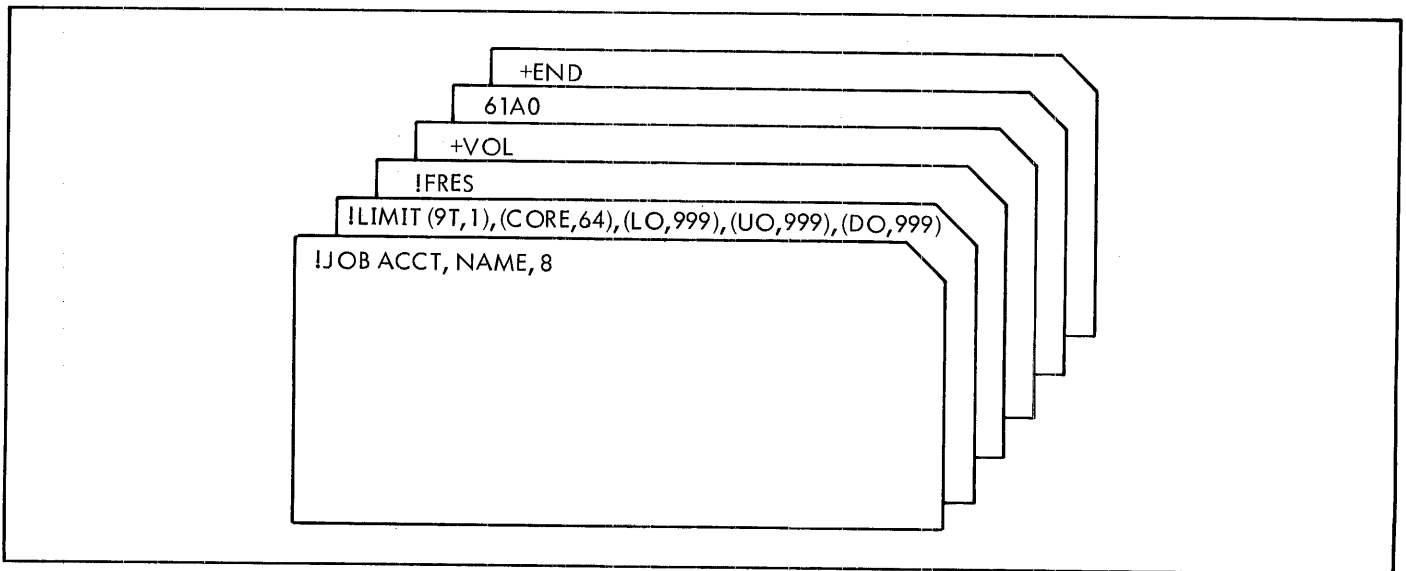 +END
61A0
+VOL
!FRES
!LIMIT (9T,1), (CORE,64), (LO,999), (UO,999), (DO,999)
!JOB ACCT, NAME, 8